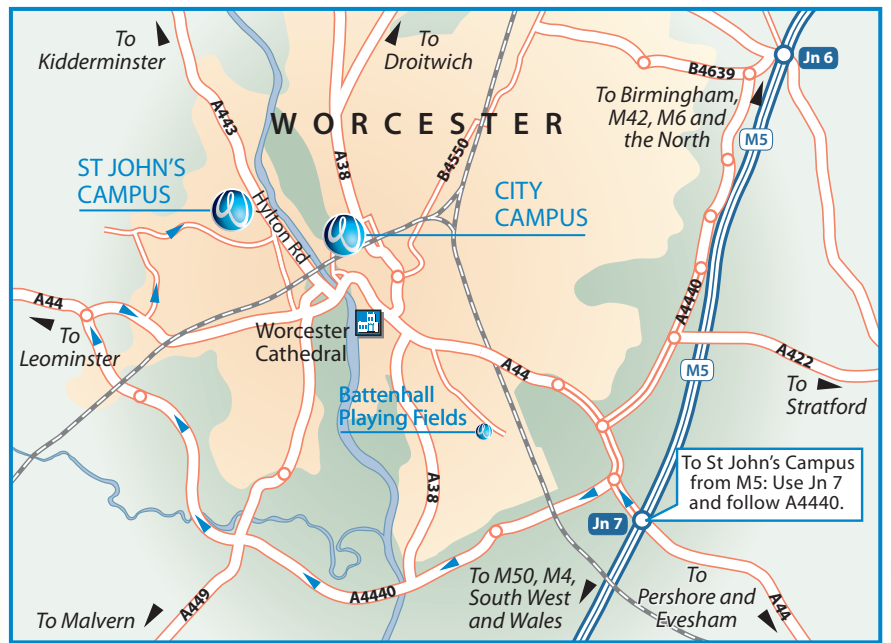 To
Kidderminster
To
Droitwich
Jn 6
B4639
To Birmingham,
M42, M6 and
the North
M5
A443
WORCESTER
A38
B4550
ST JOHN'S
CAMPUS
Hylton Rd
CITY
CAMPUS
A44
To
Leominster
Worcester
Cathedral
A4440
A422
To
Stratford
M5
A44
Battenhall
Playing Fields
A38
To St John's Campus
from M5: Use Jn 7
and follow A4440.
Jn 7
A4440
To Malvern
A449
To M50, M4,
South West
and Wales
To
Pershore and
Evesham
A44